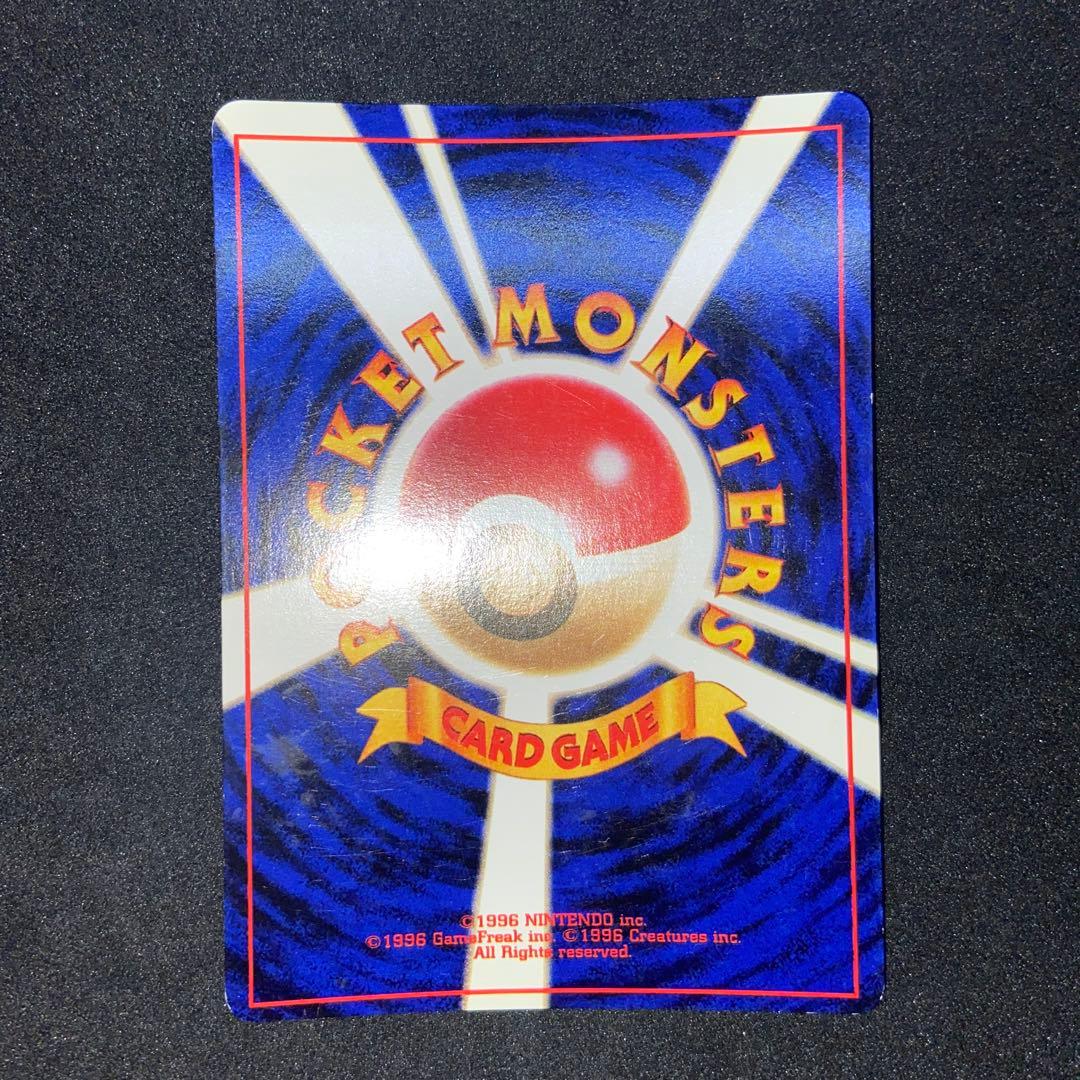 POCKET MONSTERS
CARD GAME
©1996 NINTENDO inc.
©1996 GameFreak inc. ©1996 Creatures inc.
All Rights reserved.